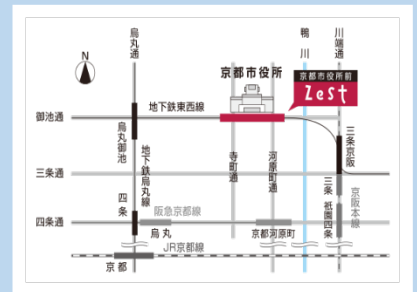 烏丸通
鴨川
川端通
N
京都市役所
京都市役所前
Zest
地下鉄東西線
御池通
烏丸御池
地下鉄烏丸線
寺町通
河原町通
三条京阪
三条通
四条
三条
祇園四条
京阪本線
阪急京都線
四条通
烏丸
京都河原町
JR京都線
京都